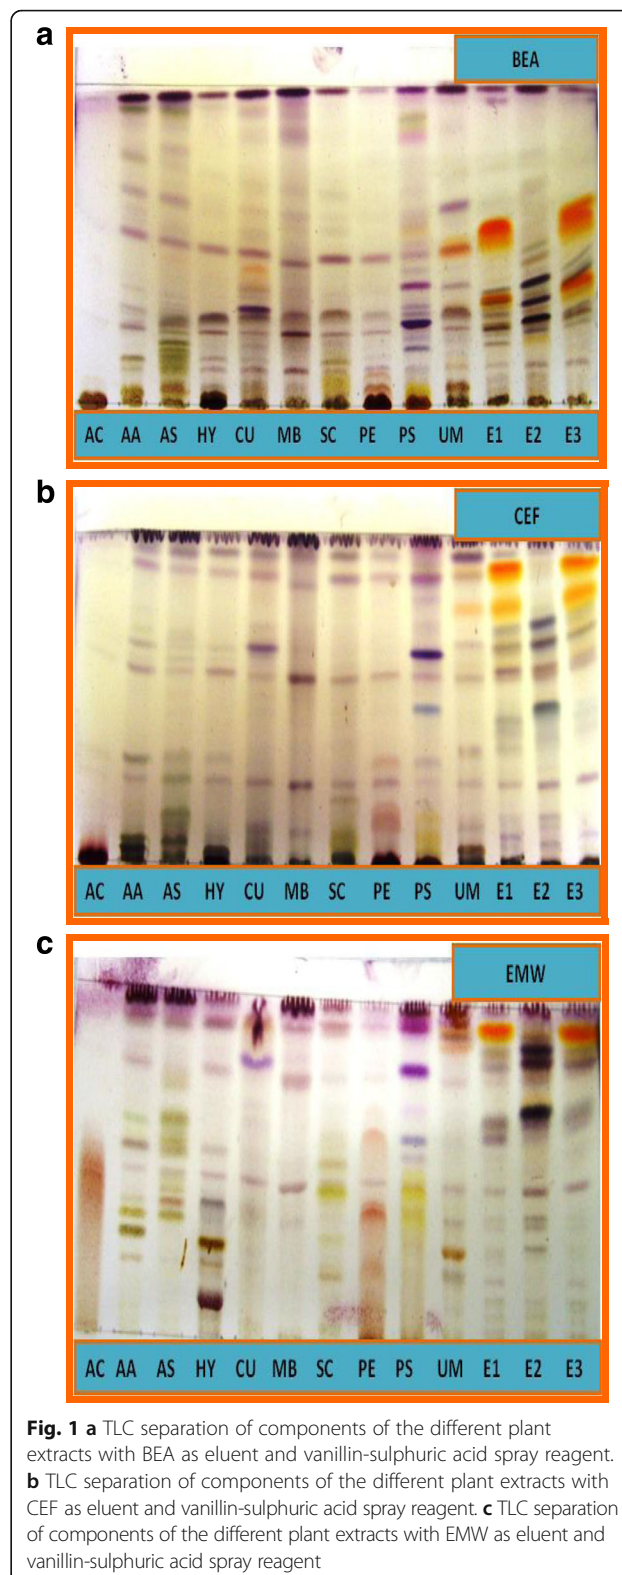 a
BEA
AC AA AS HY CU MB SC PE PS UM E1 E2 E3
b
CEF
AC AA AS HY CU MB SC PE PS UM E1 E2 E3
c
EMW
AC AA AS HY CU MB SC PE PS UM E1 E2 E3
Fig. 1 a TLC separation of components of the different plant
extracts with BEA as eluent and vanillin-sulphuric acid spray reagent.
b TLC separation of components of the different plant extracts with
CEF as eluent and vanillin-sulphuric acid spray reagent. c TLC separation
of components of the different plant extracts with EMW as eluent and
vanillin-sulphuric acid spray reagent